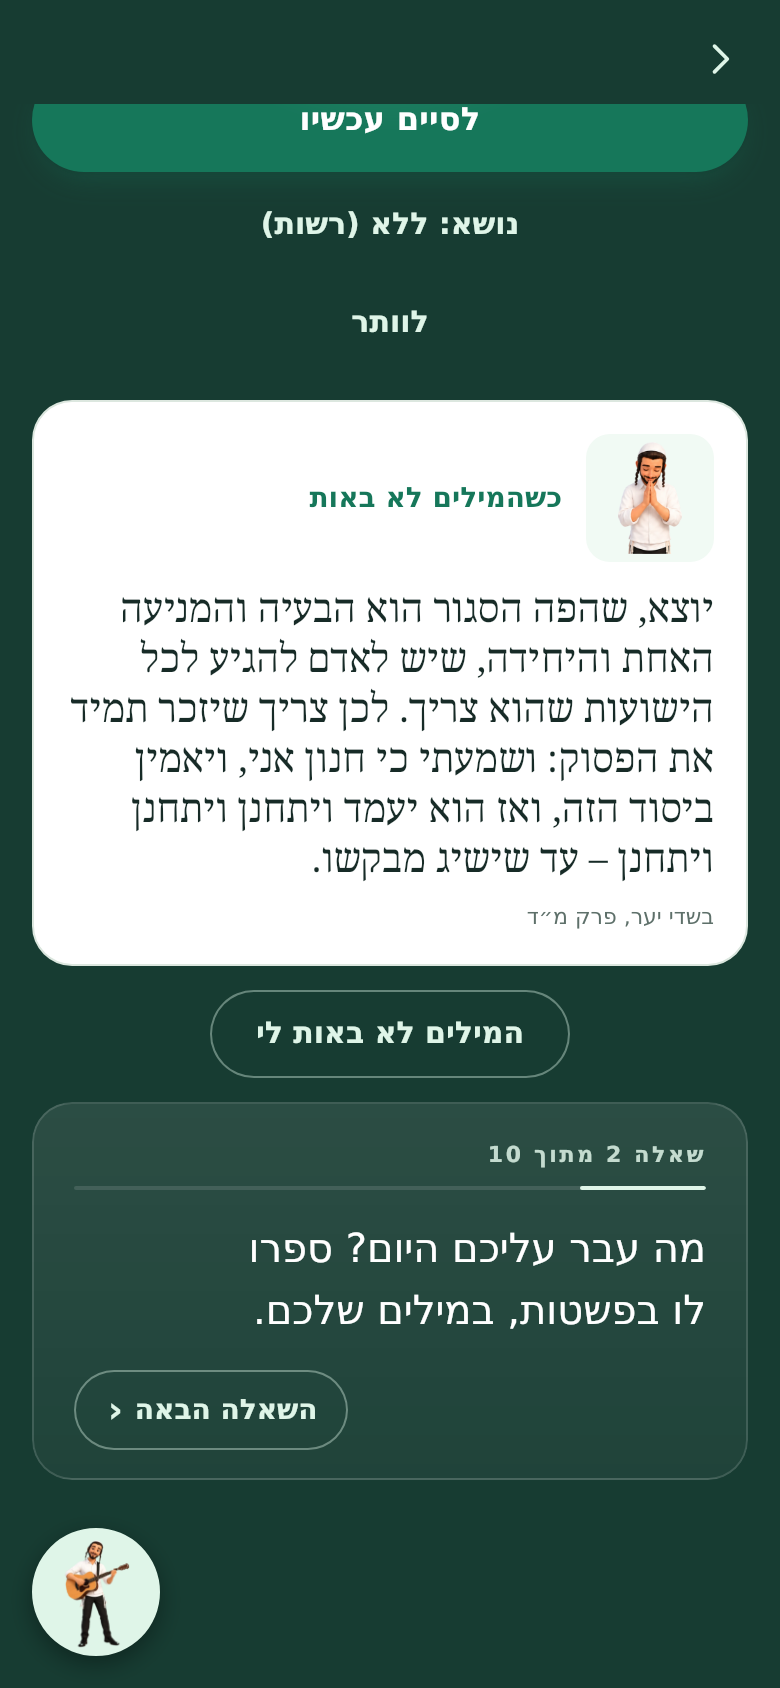 לסיים עכשיו
נושא: ללא (רשות)
לוותר
כשהמילים לא באות
יוצא, שהפה הסגור הוא הבעיה והמניעה
האחת והיחידה, שיש לאדם להגיע לכל
הישועות שהוא צריך. לכן צריך שיזכר תמיד
את הפסוק: ושמעתי כי חנון אני, ויאמין
ביסוד הזה, ואז הוא יעמד ויתחנן ויתחנן
ויתחנן – עד שישיג מבקשו.
בשדי יער, פרק מ״ד
המילים לא באות לי
שאלה 2 מתוך 10
מה עבר עליכם היום? ספרו
לו בפשטות, במילים שלכם.
השאלה הבאה ›